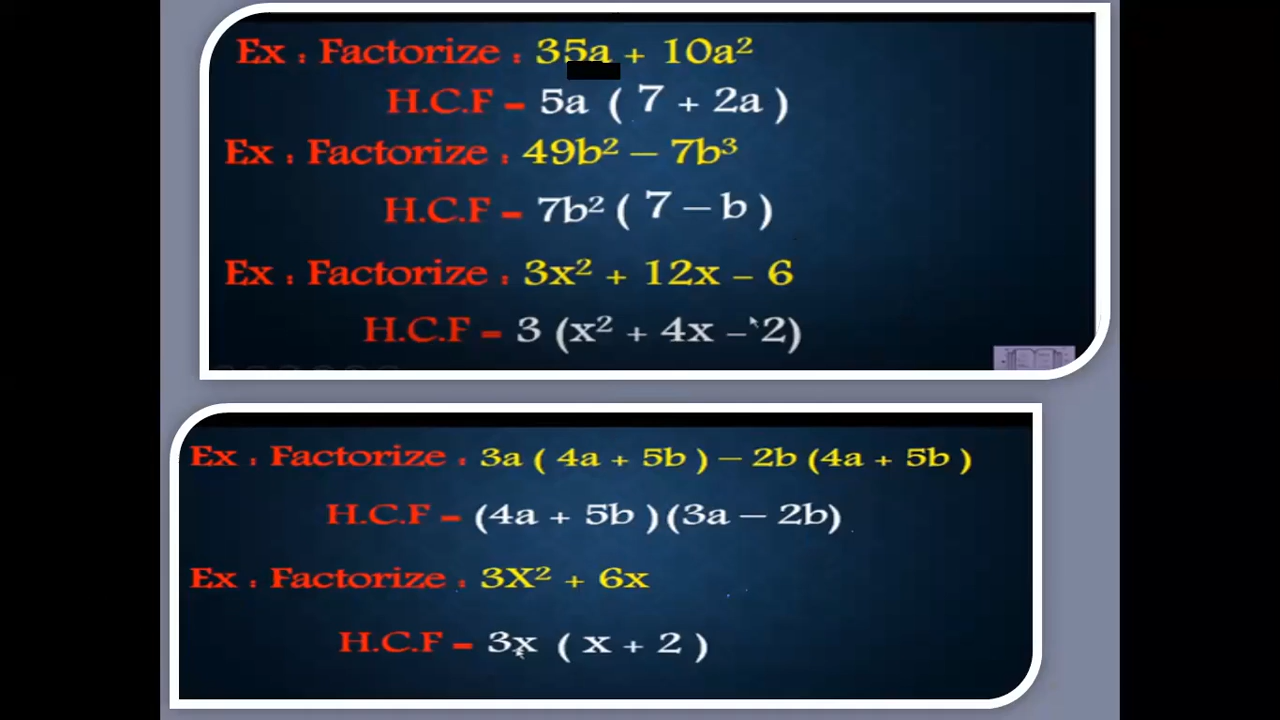 Ex : Factorize : 35a + 10a²
H.C.F = 5a ( 7 + 2a )
Ex : Factorize : 49b² – 7b³
H.C.F = 7b² ( 7 – b )
Ex : Factorize : 3x² + 12x – 6
H.C.F = 3 (x² + 4x – 2)
Ex : Factorize : 3a ( 4a + 5b ) – 2b (4a + 5b )
H.C.F = (4a + 5b )(3a – 2b)
Ex : Factorize : 3X² + 6x
H.C.F = 3x ( x + 2 )